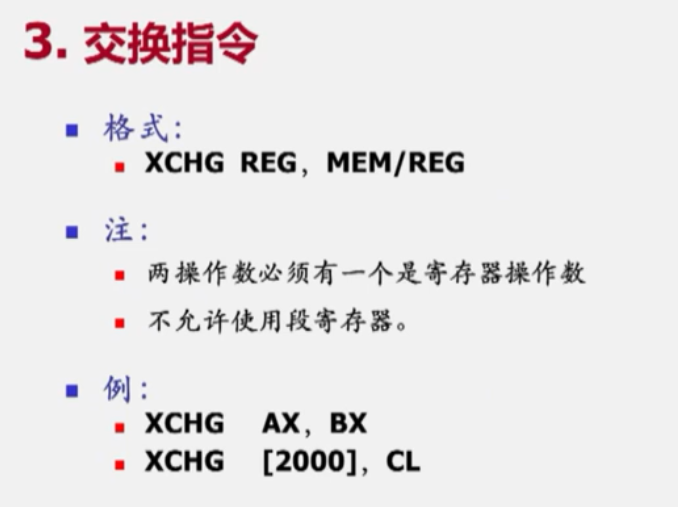 3. 交换指令
格式：
XCHG REG，MEM/REG
注：
两操作数必须有一个是寄存器操作数
不允许使用段寄存器。
例：
XCHG AX，BX
XCHG [2000]，CL